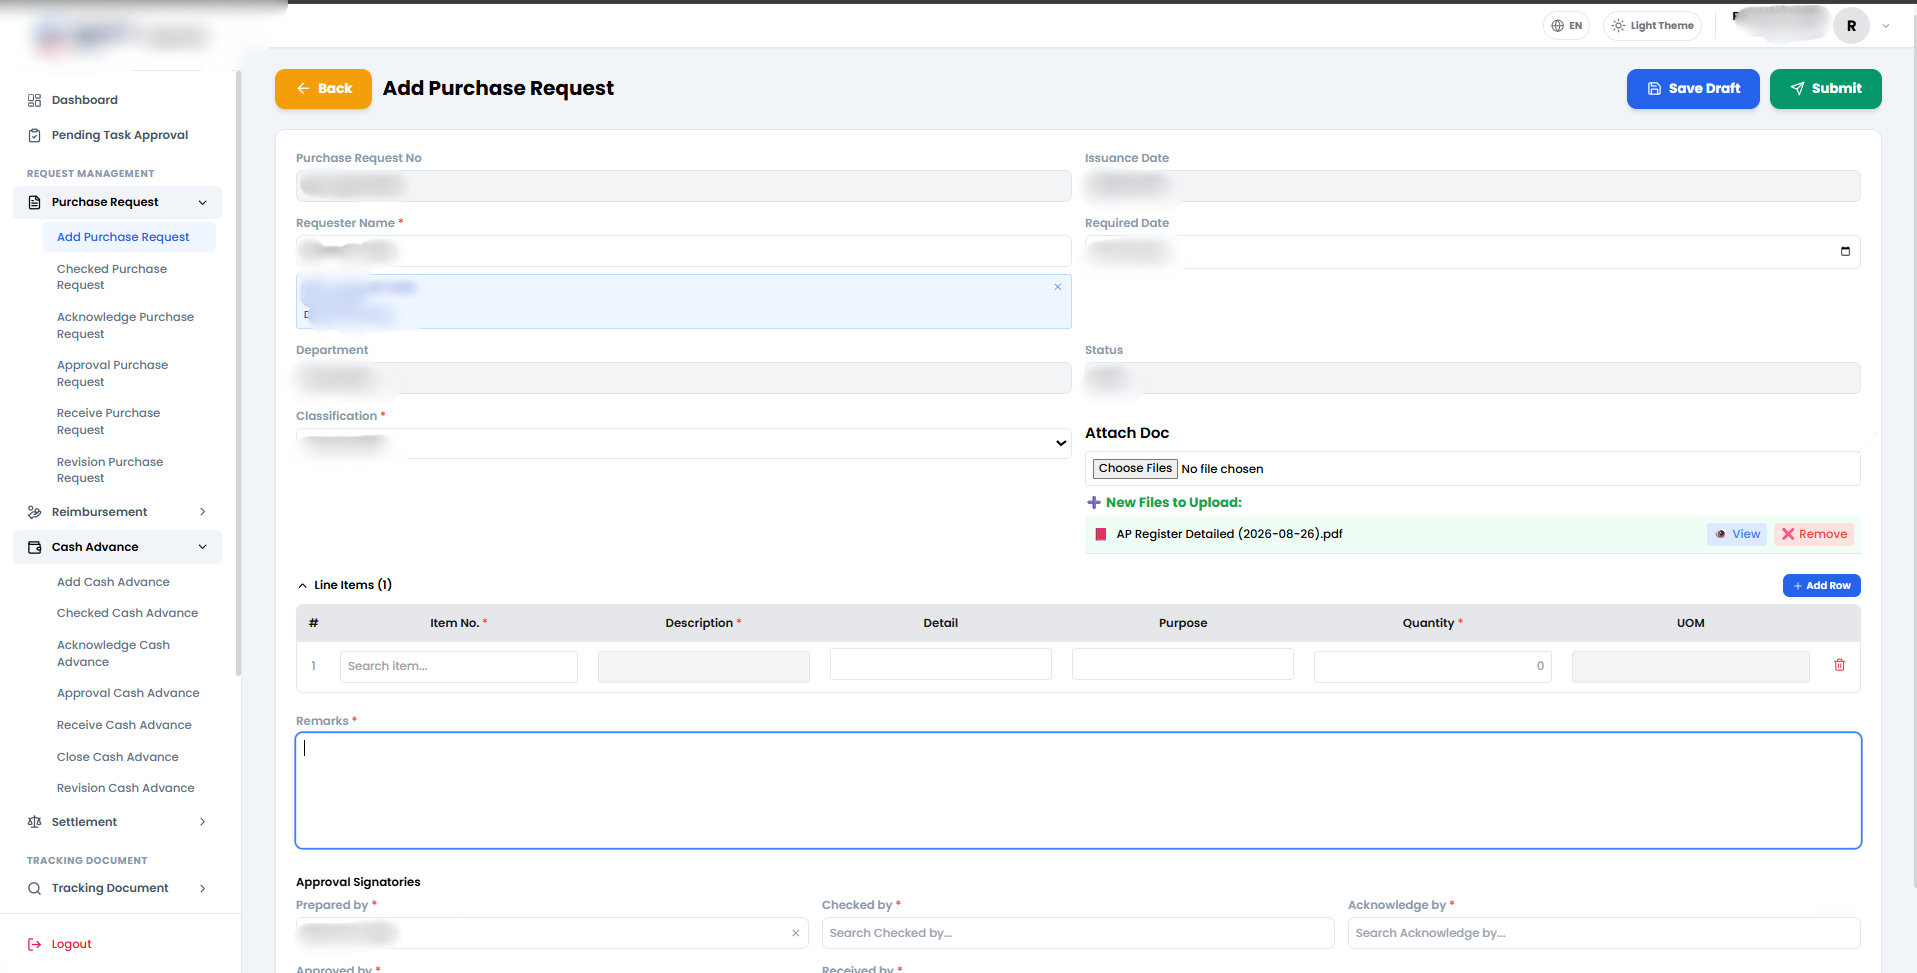 EN
Light Theme
R
Dashboard
Pending Task Approval
REQUEST MANAGEMENT
Purchase Request
Add Purchase Request
Checked Purchase
Request
Acknowledge Purchase
Request
Approval Purchase
Request
Receive Purchase
Request
Revision Purchase
Request
Reimbursement
Cash Advance
Add Cash Advance
Checked Cash Advance
Acknowledge Cash
Advance
Approval Cash Advance
Receive Cash Advance
Close Cash Advance
Revision Cash Advance
Settlement
TRACKING DOCUMENT
Tracking Document
Logout
Back
Add Purchase Request
Save Draft
Submit
Purchase Request No
Issuance Date
Requester Name *
Required Date
Department
Status
Classification *
Attach Doc
Choose Files No file chosen
New Files to Upload:
AP Register Detailed (2026-08-26).pdf
View
Remove
Line Items (1)
+ Add Row
# Item No. * Description * Detail Purpose Quantity * UOM
1 Search item... 0
Remarks *
Approval Signatories
Prepared by *
Checked by *
Acknowledge by *
Search Checked by...
Search Acknowledge by...
Approved by *
Received by *